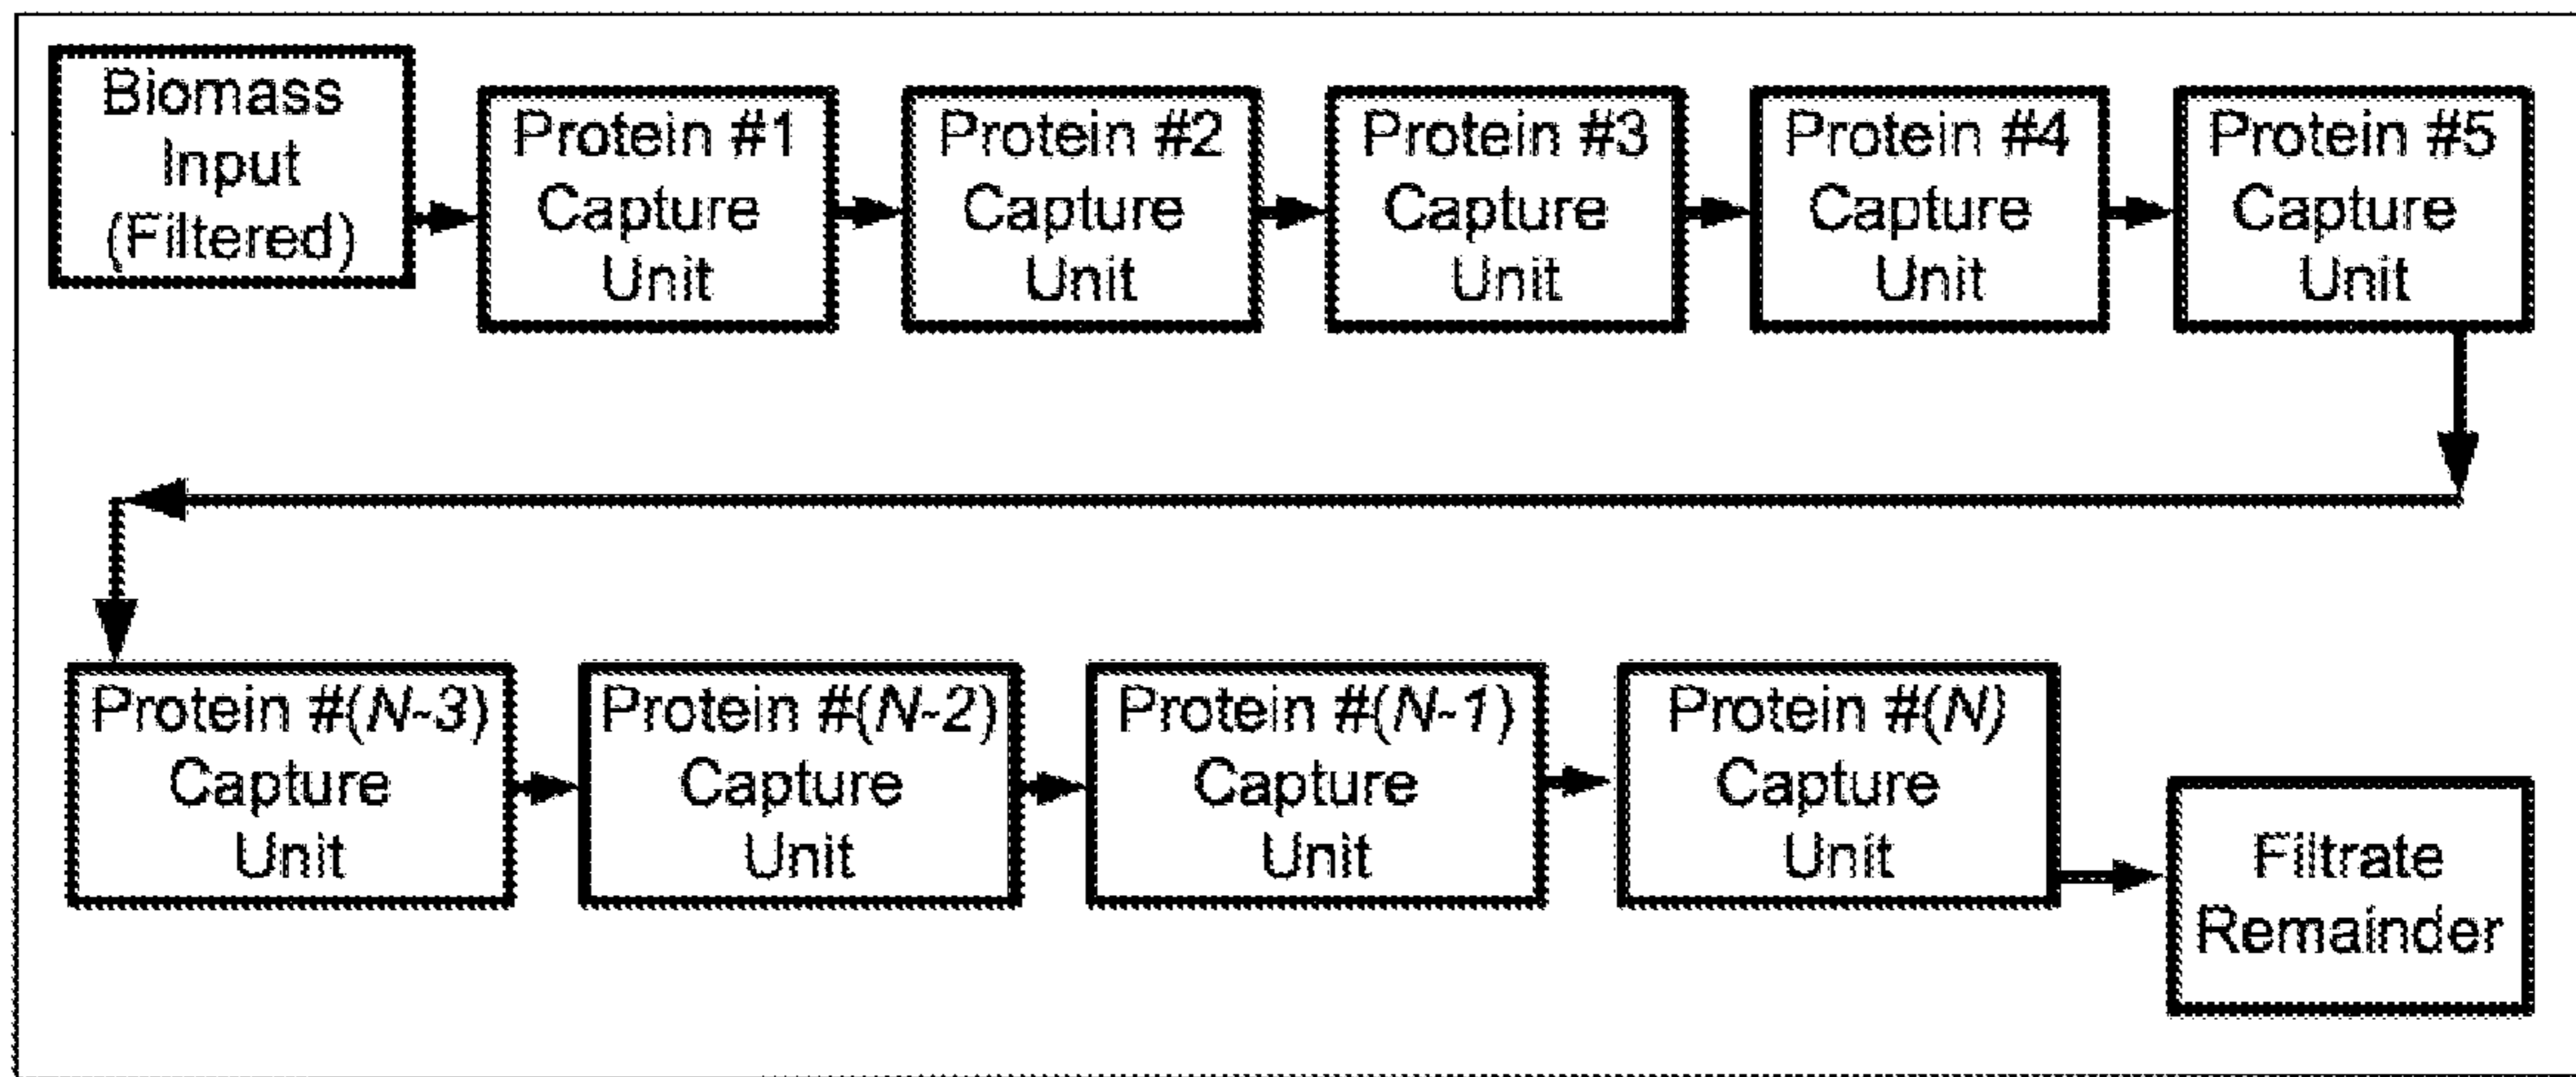 Biomass
Input
(Filtered)
Protein #1
Capture
Unit
Protein #2
Capture
Unit
Protein #3
Capture
Unit
Protein #4
Capture
Unit
Protein #5
Capture
Unit
Protein #(N-3)
Capture
Unit
Protein #(N-2)
Capture
Unit
Protein #(N-1)
Capture
Unit
Protein #(N)
Capture
Unit
Filtrate
Remainder